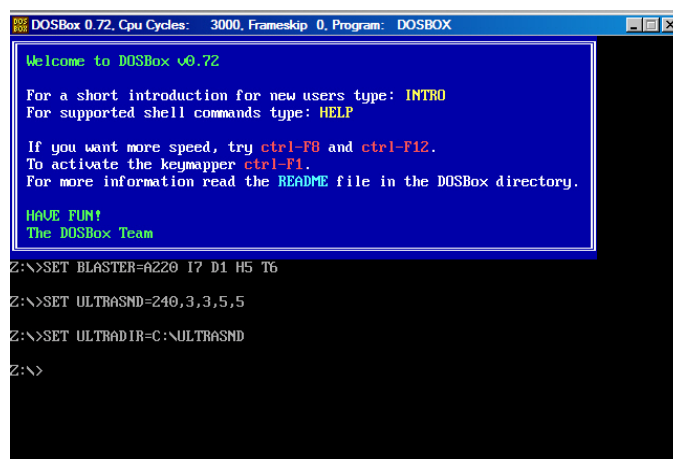 DOSBox 0.72, Cpu Cycles: 3000, Frameskip 0, Program: DOSBOX
Welcome to DOSBox v0.72
For a short introduction for new users type: INTRO
For supported shell commands type: HELP
If you want more speed, try ctrl-F8 and ctrl-F12.
To activate the keymapper ctrl-F1.
For more information read the README file in the DOSBox directory.
HAVE FUN!
The DOSBox Team
Z:\>SET BLASTER=A220 I7 D1 H5 T6
Z:\>SET ULTRASND=240,3,3,5,5
Z:\>SET ULTRADIR=C:\ULTRASND
Z:\>